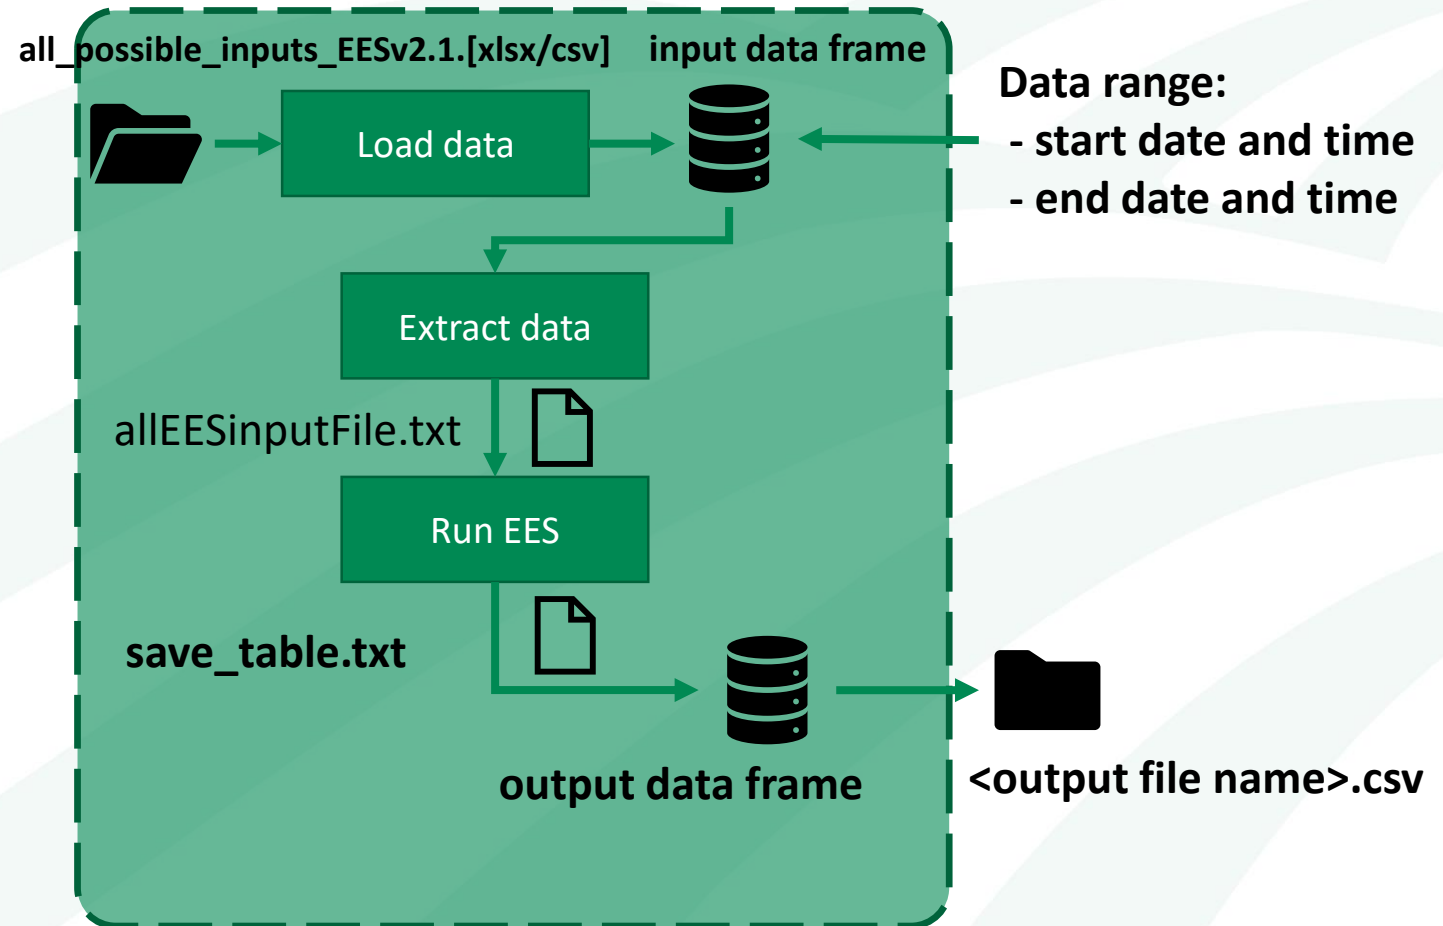 all_possible_inputs_EESv2.1.[xlsx/csv]
input data frame
Data range:
- start date and time
- end date and time
Load data
Extract data
allEESinputFile.txt
Run EES
save_table.txt
output data frame
<output file name>.csv